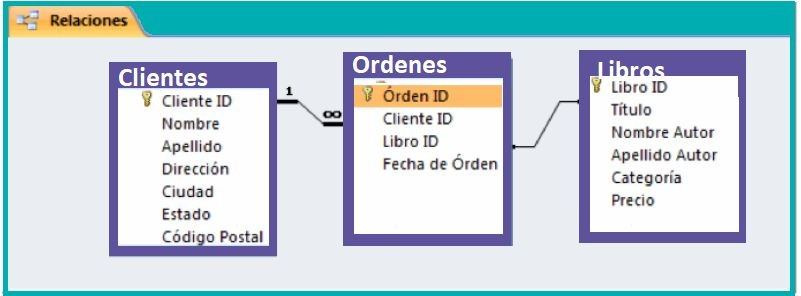 Relaciones
Clientes
Cliente ID
Nombre
Apellido
Dirección
Ciudad
Estado
Código Postal
1
∞
Ordenes
Órden ID
Cliente ID
Libro ID
Fecha de Órden
Libros
Libro ID
Título
Nombre Autor
Apellido Autor
Categoría
Precio